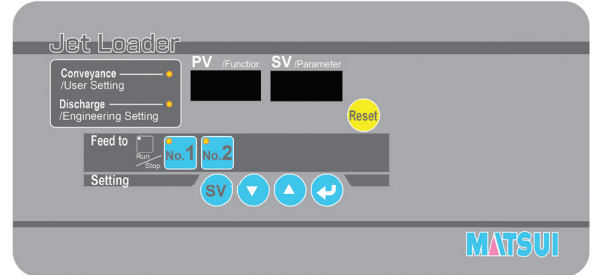 Jet Loader
PV /Functior SV /Parameter
Conveyance
/User Setting
Discharge
/Engineering Setting
Reset
Feed to
Run/Stop
No.1
No.2
Setting
SV
MATSUI